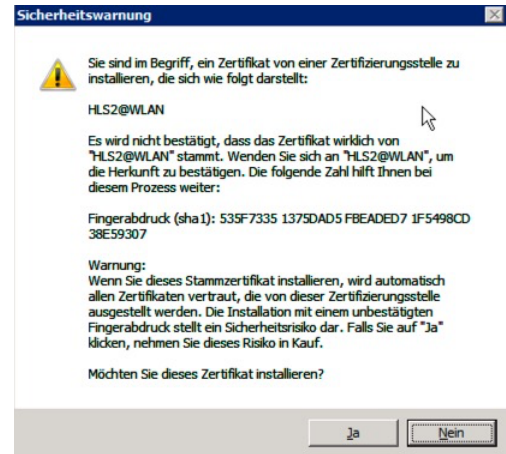 Sicherheitswarnung
Sie sind im Begriff, ein Zertifikat von einer Zertifizierungsstelle zu
installieren, die sich wie folgt darstellt:
HLS2@WLAN
Es wird nicht bestätigt, dass das Zertifikat wirklich von
"HLS2@WLAN" stammt. Wenden Sie sich an "HLS2@WLAN", um
die Herkunft zu bestätigen. Die folgende Zahl hilft Ihnen bei
diesem Prozess weiter:
Fingerabdruck (sha1): 535F7335 1375DAD5 FBEADED7 1F5498CD
38E59307
Warnung:
Wenn Sie dieses Stammzertifikat installieren, wird automatisch
allen Zertifikaten vertraut, die von dieser Zertifizierungsstelle
ausgestellt werden. Die Installation mit einem unbestätigten
Fingerabdruck stellt ein Sicherheitsrisiko dar. Falls Sie auf "Ja"
klicken, nehmen Sie dieses Risiko in Kauf.
Möchten Sie dieses Zertifikat installieren?
Ja Nein